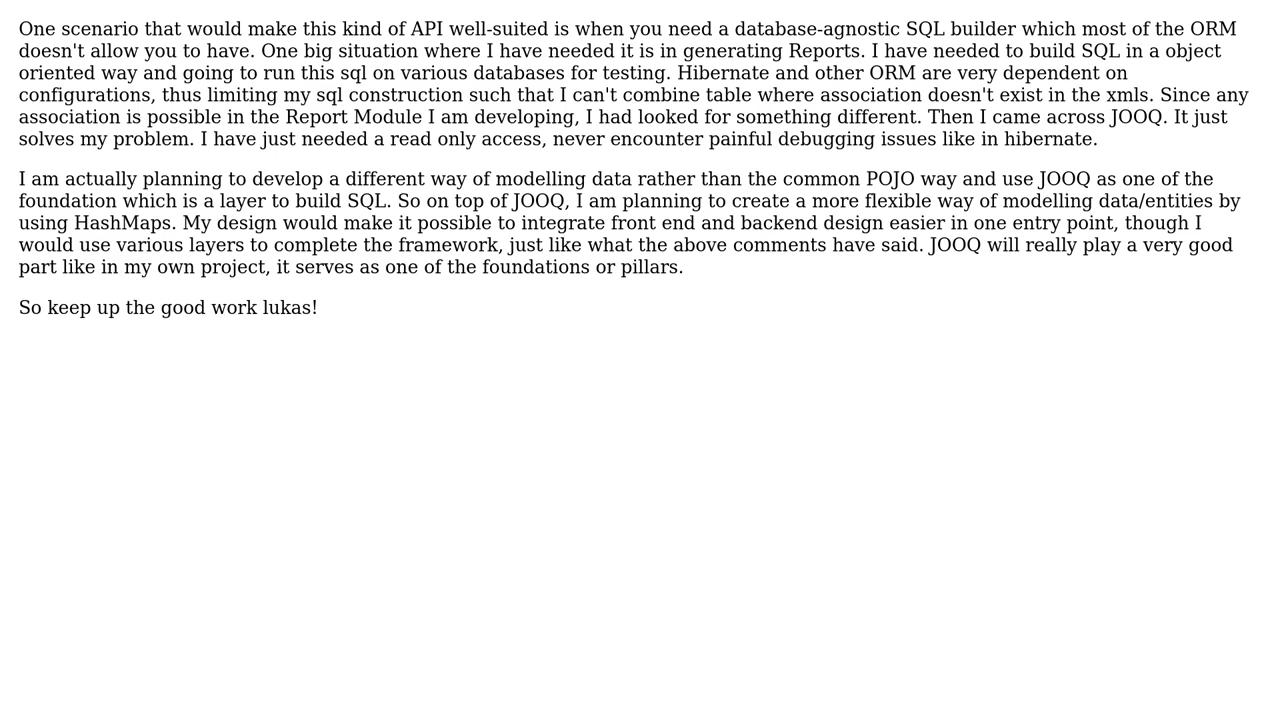 One scenario that would make this kind of API well-suited is when you need a database-agnostic SQL builder which most of the ORM
doesn't allow you to have. One big situation where I have needed it is in generating Reports. I have needed to build SQL in a object
oriented way and going to run this sql on various databases for testing. Hibernate and other ORM are very dependent on
configurations, thus limiting my sql construction such that I can't combine table where association doesn't exist in the xmls. Since any
association is possible in the Report Module I am developing, I had looked for something different. Then I came across JOOQ. It just
solves my problem. I have just needed a read only access, never encounter painful debugging issues like in hibernate.
I am actually planning to develop a different way of modelling data rather than the common POJO way and use JOOQ as one of the
foundation which is a layer to build SQL. So on top of JOOQ, I am planning to create a more flexible way of modelling data/entities by
using HashMaps. My design would make it possible to integrate front end and backend design easier in one entry point, though I
would use various layers to complete the framework, just like what the above comments have said. JOOQ will really play a very good
part like in my own project, it serves as one of the foundations or pillars.
So keep up the good work lukas!